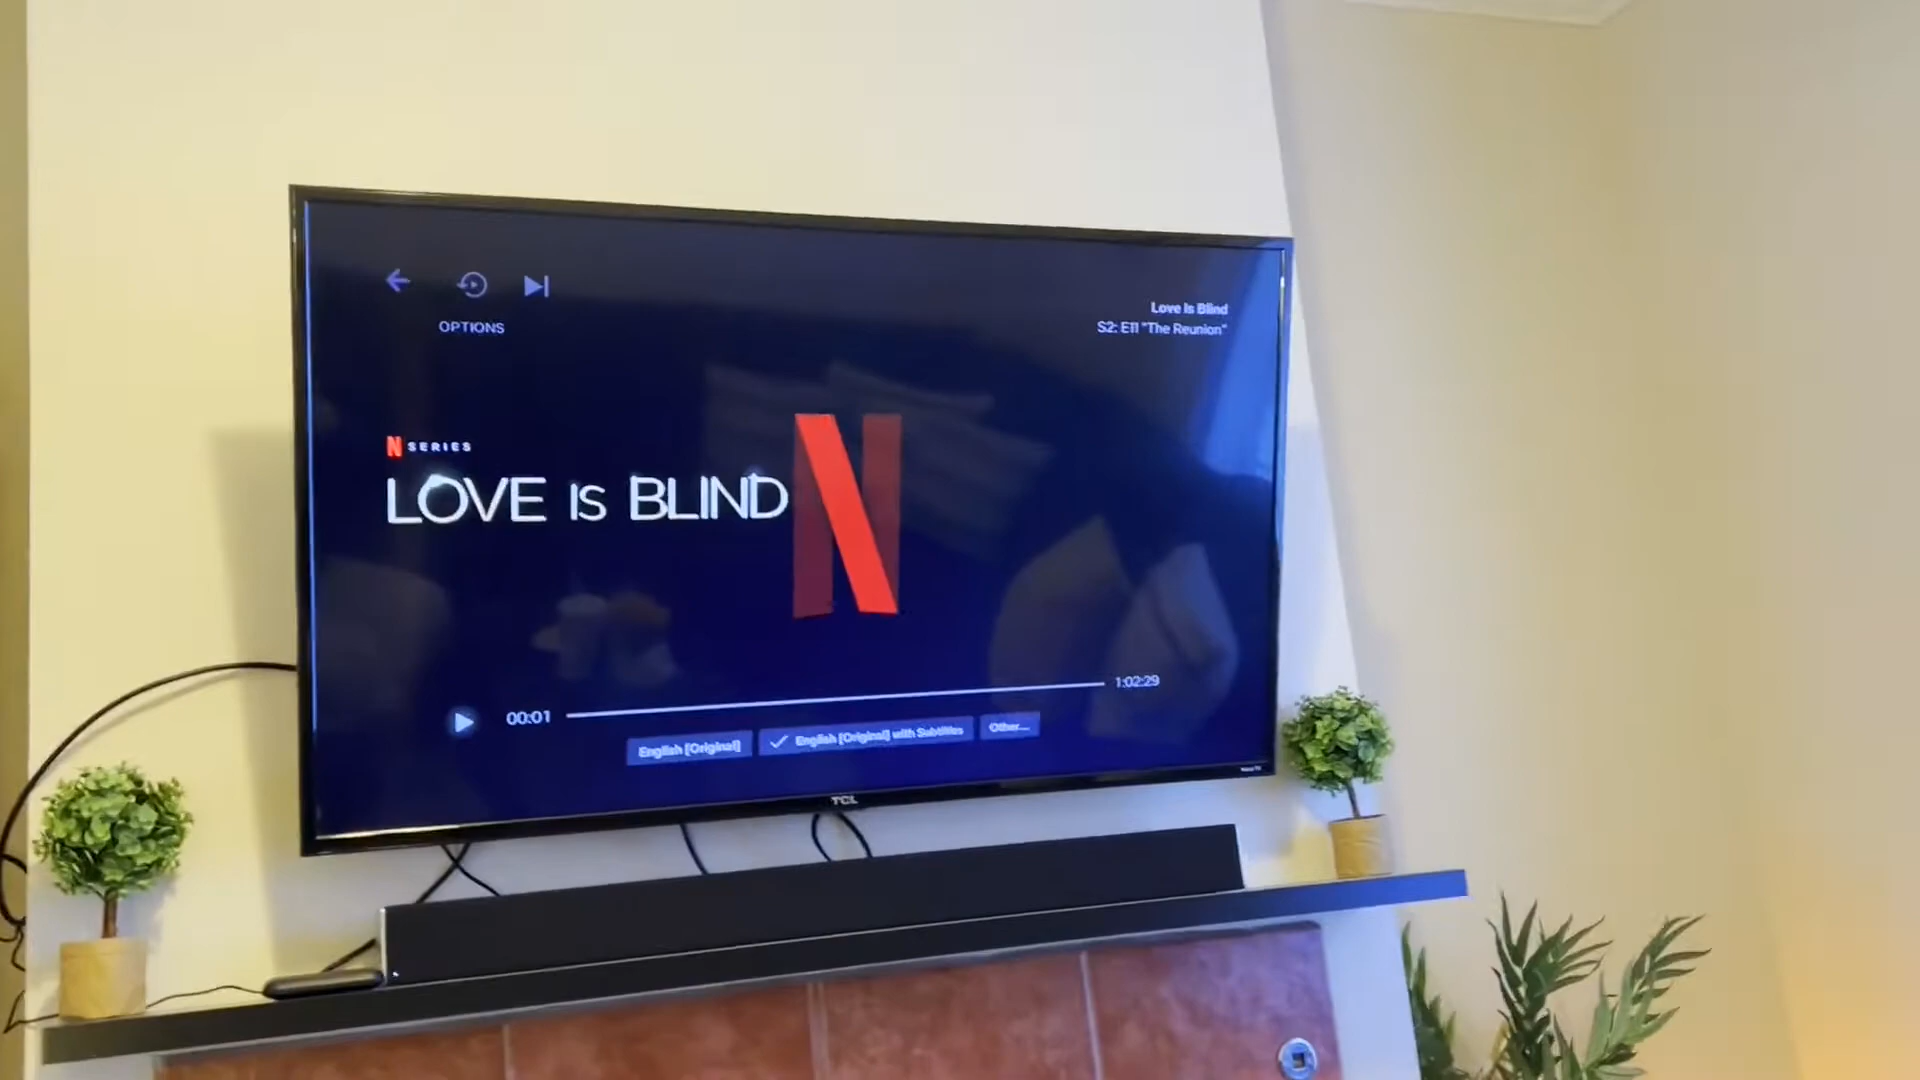 OPTIONS
Love Is Blind
S2: E11 "The Reunion"
N SERIES
LOVE IS BLIND
N
00:01
1:02:29
English [Original]
English [Original] with Subtitles
Other...
TCL